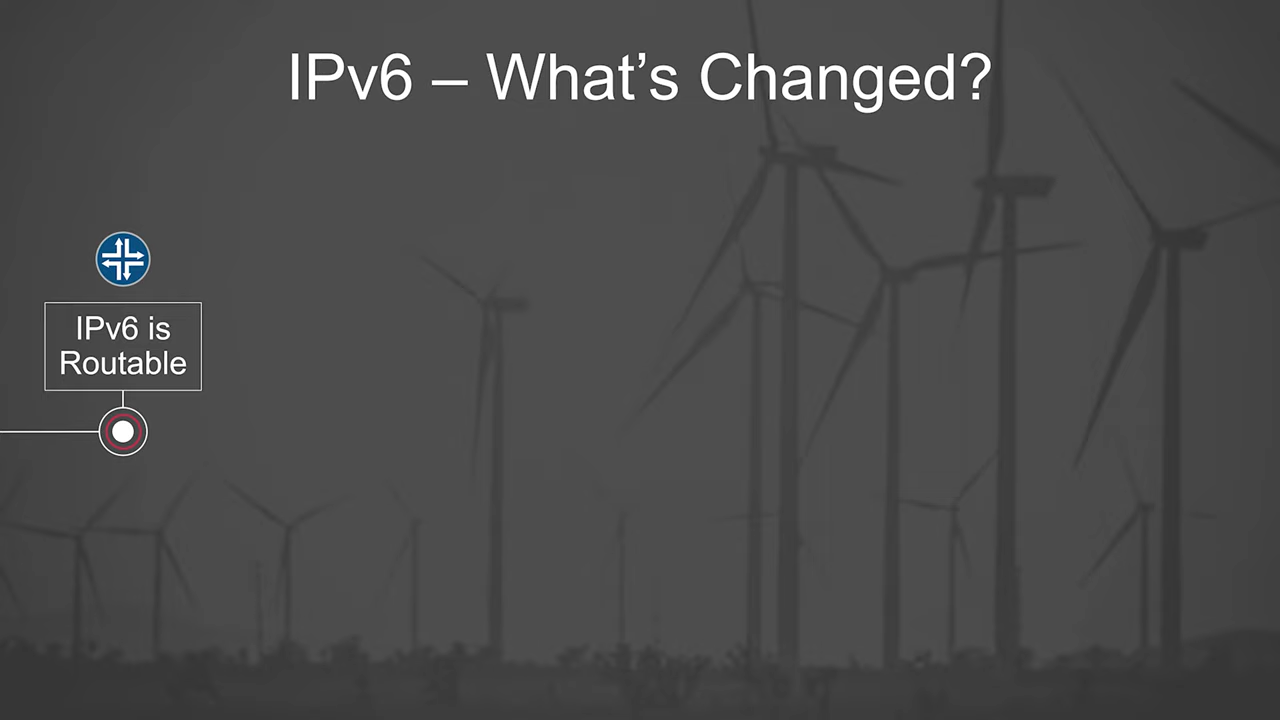 IPv6 – What’s Changed?
IPv6 is
Routable